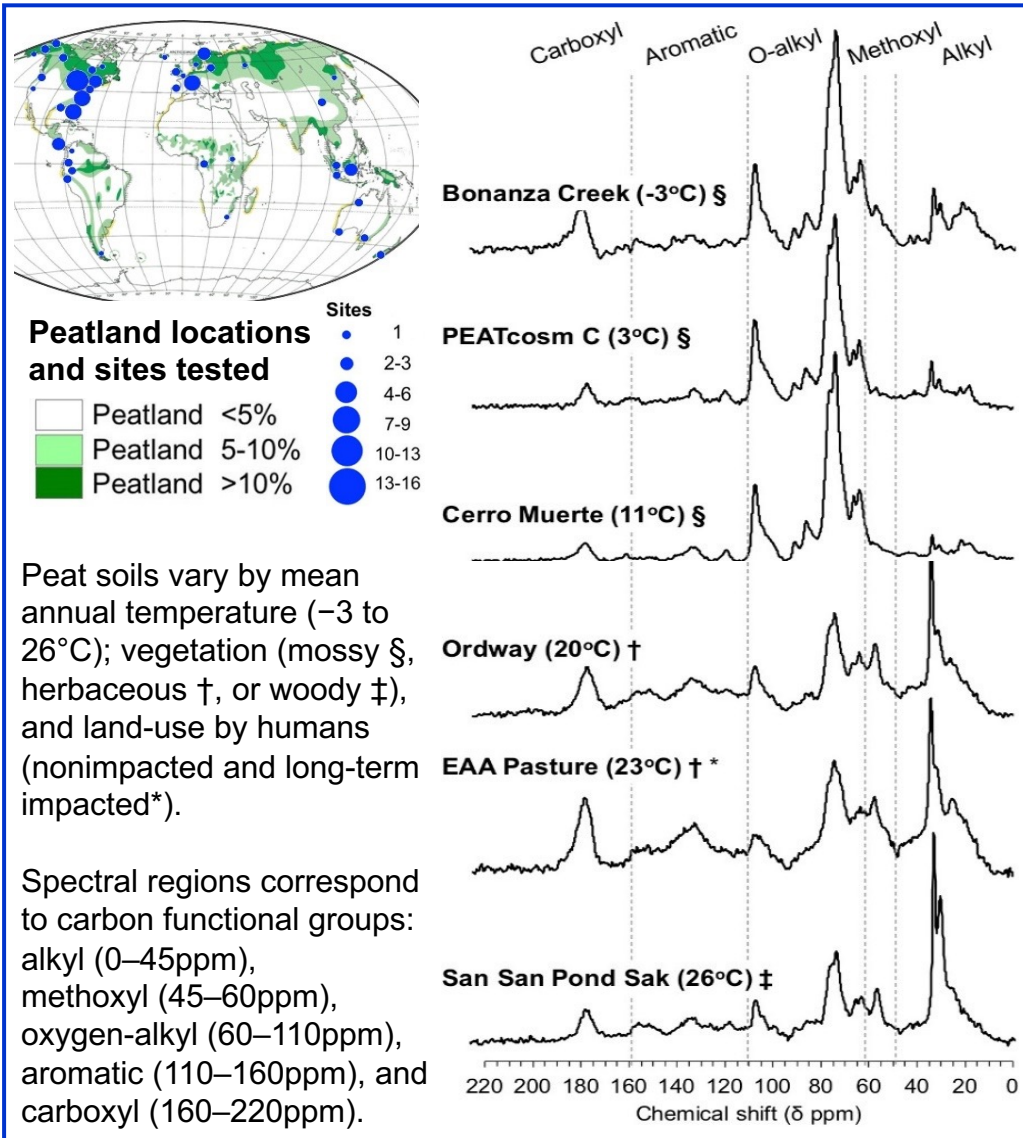 Carboxyl
Aromatic
O-alkyl
Methoxyl
Alkyl
Peatland locations
and sites tested
Peatland <5%
Peatland 5-10%
Peatland >10%
Sites
1
2-3
4-6
7-9
10-13
13-16
Peat soils vary by mean
annual temperature (−3 to
26°C); vegetation (mossy §,
herbaceous †, or woody ‡),
and land-use by humans
(nonimpacted and long-term
impacted*).
Spectral regions correspond
to carbon functional groups:
alkyl (0–45ppm),
methoxyl (45–60ppm),
oxygen-alkyl (60–110ppm),
aromatic (110–160ppm), and
carboxyl (160–220ppm).
Bonanza Creek (-3°C) §
PEATcosm C (3°C) §
Cerro Muerte (11°C) §
Ordway (20°C) †
EAA Pasture (23°C) † *
San San Pond Sak (26°C) ‡
220 200 180 160 140 120 100 80 60 40 20 0
Chemical shift (δ ppm)